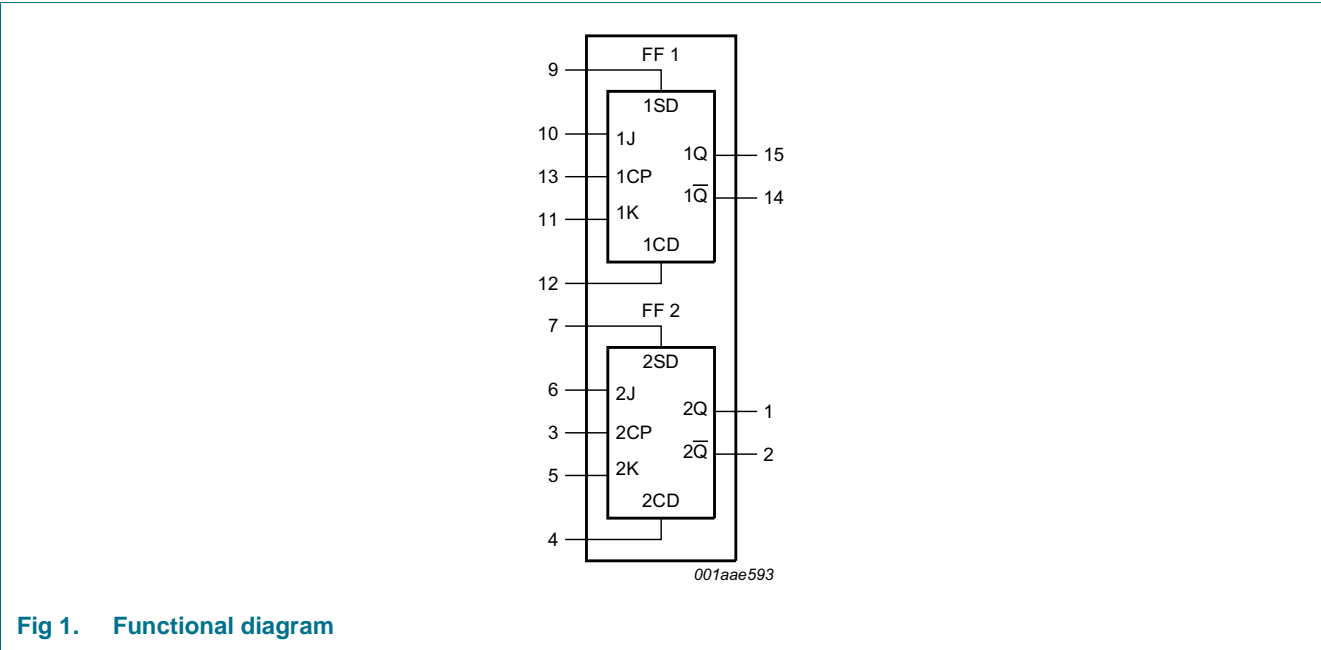 FF 1
9
1SD
10
1J
1Q
15
13
1CP
1Q̅
14
11
1K
1CD
12
FF 2
7
2SD
6
2J
2Q
1
3
2CP
2Q̅
2
5
2K
2CD
4
001aae593
Fig 1. Functional diagram